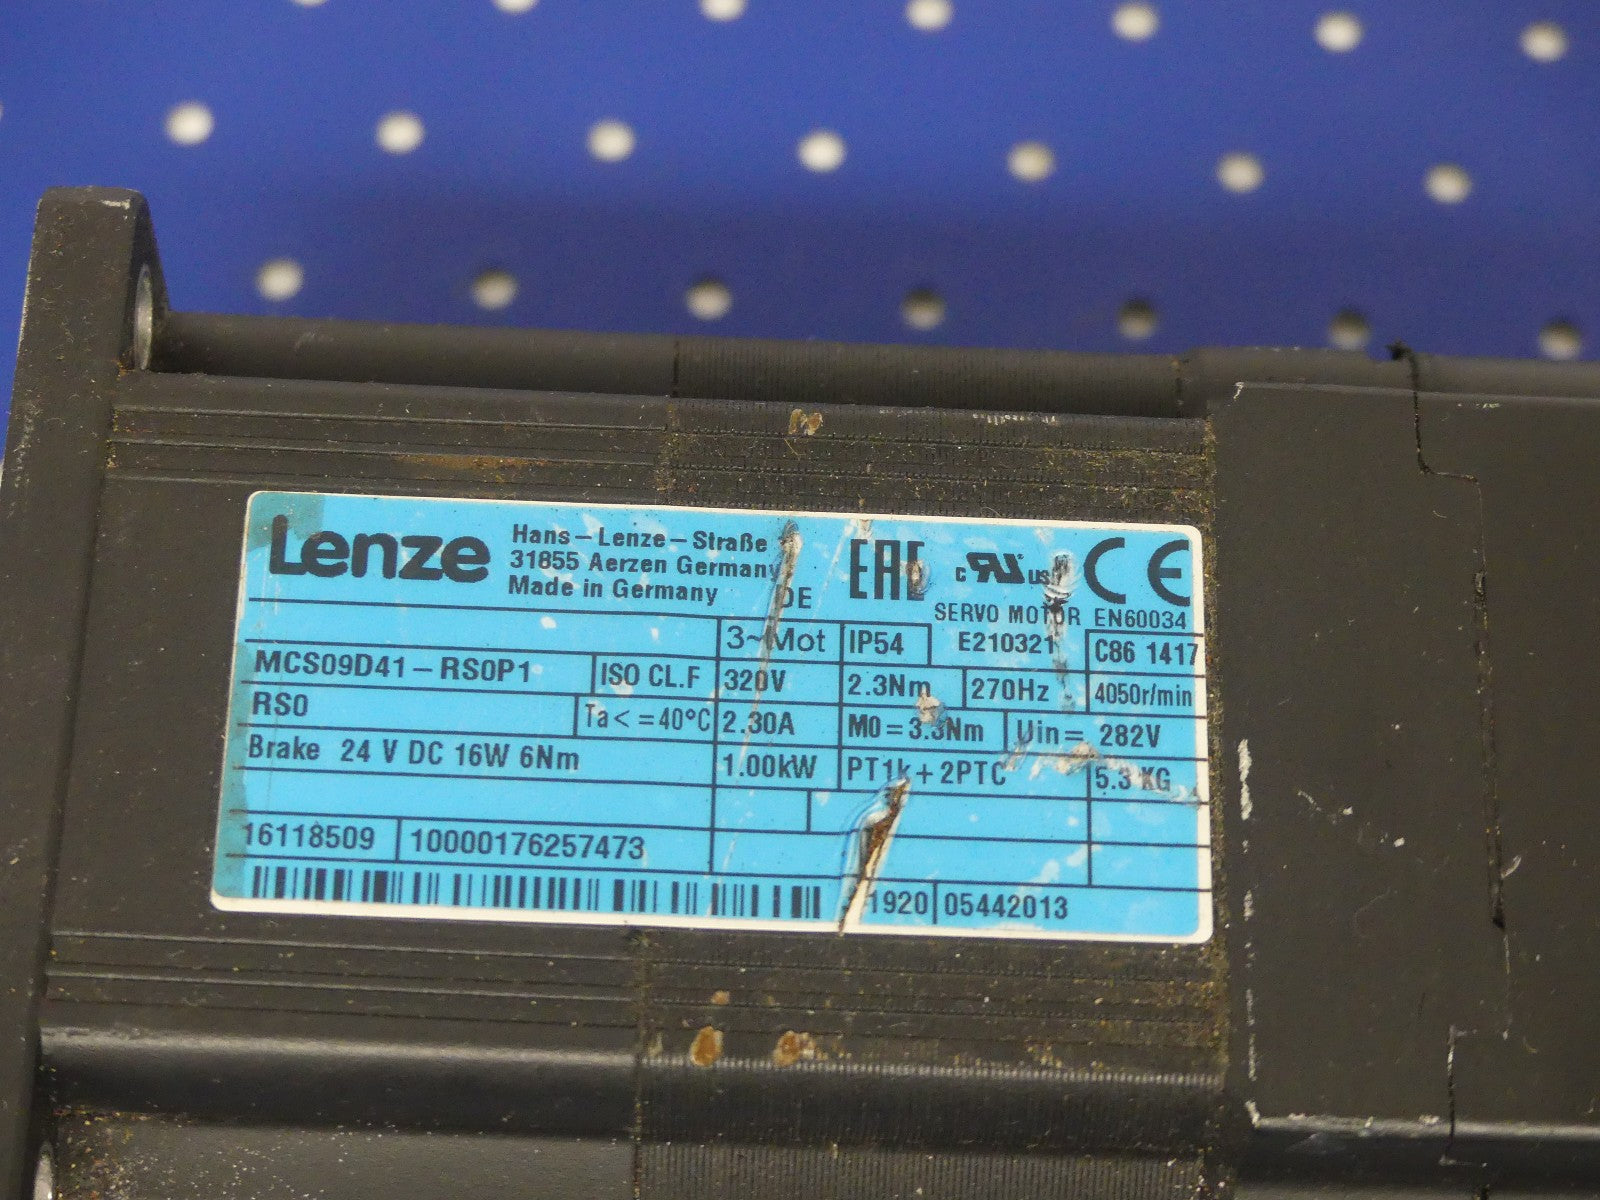 Lenze
Hans-Lenze-Straße
31855 Aerzen Germany
Made in Germany
DE
EAC
c RU us CE
SERVO MOTOR EN60034
3~Mot IP54 E210321 C86 1417
MCS09D41-RS0P1 ISO CL.F 320V 2.3Nm 270Hz 4050r/min
RS0 Ta<=40°C 2.30A M0=3.3Nm Uin= 282V
Brake 24 V DC 16W 6Nm 1.00kW PT1k+2PTC 5.3 KG
16118509 10000176257473
1920 05442013